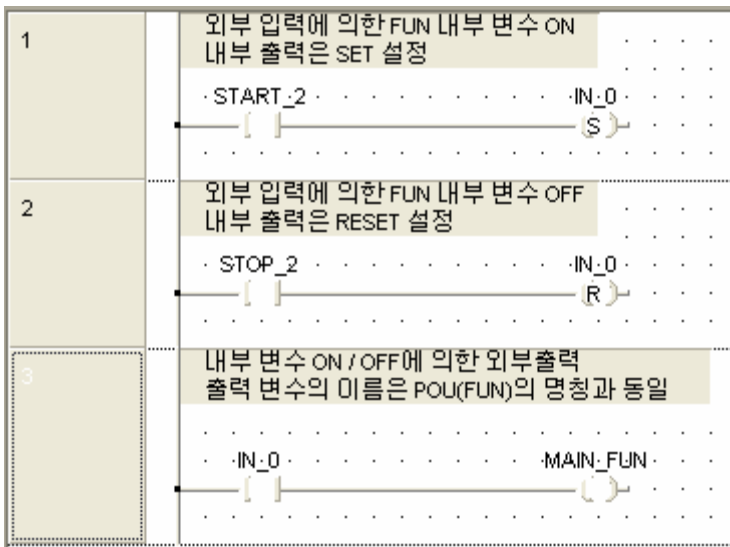 1
외부 입력에 의한 FUN 내부 변수 ON
내부 출력은 SET 설정
START_2 IN_0
S
2
외부 입력에 의한 FUN 내부 변수 OFF
내부 출력은 RESET 설정
STOP_2 IN_0
R
3
내부 변수 ON / OFF에 의한 외부출력
출력 변수의 이름은 POU(FUN)의 명칭과 동일
IN_0 MAIN_FUN